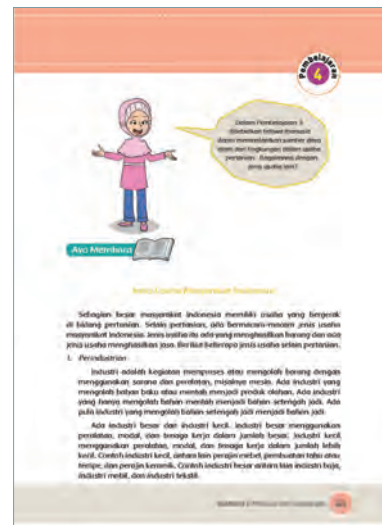 Pembelajaran
4
Dalam Pembelajaran 3
manusia
dalam memanfaatkan sumber daya
alam dan lingkungan dalam usaha
pertanian. Bagaimana dengan
jenis usaha lain?
Ayo Membaca
Jenis Usaha Masyarakat Indonesia
Sebagian besar masyarakat Indonesia memiliki usaha yang bergerak
di bidang pertanian. Selain pertanian, ada bermacam-macam jenis usaha
masyarakat Indonesia. Jenis usaha itu ada yang menghasilkan barang dan ada
jenis usaha menghasilkan jasa. Berikut beberapa jenis usaha selain pertanian.
1. Perindustrian
Industri adalah kegiatan memproses atau mengolah barang dengan
menggunakan sarana dan peralatan, misalnya mesin. Ada industri yang
mengolah bahan baku atau mentah menjadi produk olahan. Ada industri
yang hanya mengolah bahan mentah menjadi bahan setengah jadi. Ada
pula industri yang mengolah bahan setengah jadi menjadi bahan jadi.
Ada industri besar dan industri kecil. Industri besar menggunakan
peralatan, modal, dan tenaga kerja dalam jumlah besar. Industri kecil
menggunakan peralatan, modal, dan tenaga kerja dalam jumlah lebih
kecil. Contoh industri kecil, antara lain perajin mebel, pembuatan tahu atau
tempe, dan perajin keramik. Contoh industri besar antara lain industri baja,
industri mobil, dan industri tekstil.